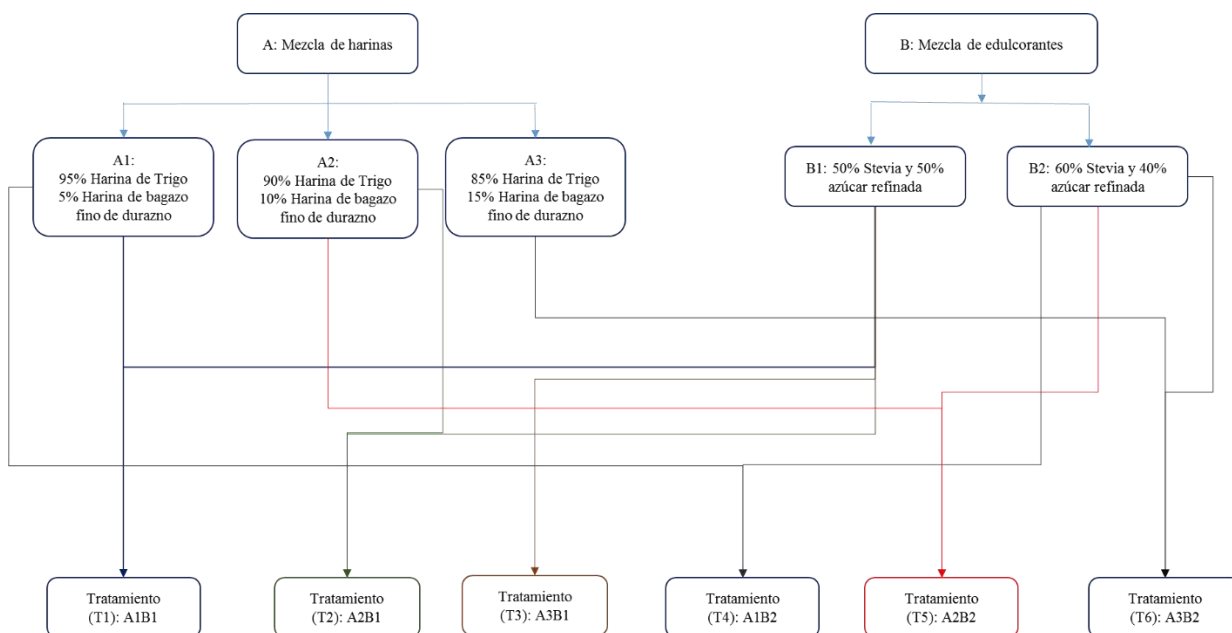 A: Mezcla de harinas
B: Mezcla de edulcorantes
A1:
95% Harina de Trigo
5% Harina de bagazo
fino de durazno
A2:
90% Harina de Trigo
10% Harina de bagazo
fino de durazno
A3:
85% Harina de Trigo
15% Harina de bagazo
fino de durazno
B1: 50% Stevia y 50%
azúcar refinada
B2: 60% Stevia y 40%
azúcar refinada
Tratamiento
(T1): A1B1
Tratamiento
(T2): A2B1
Tratamiento
(T3): A3B1
Tratamiento
(T4): A1B2
Tratamiento
(T5): A2B2
Tratamiento
(T6): A3B2